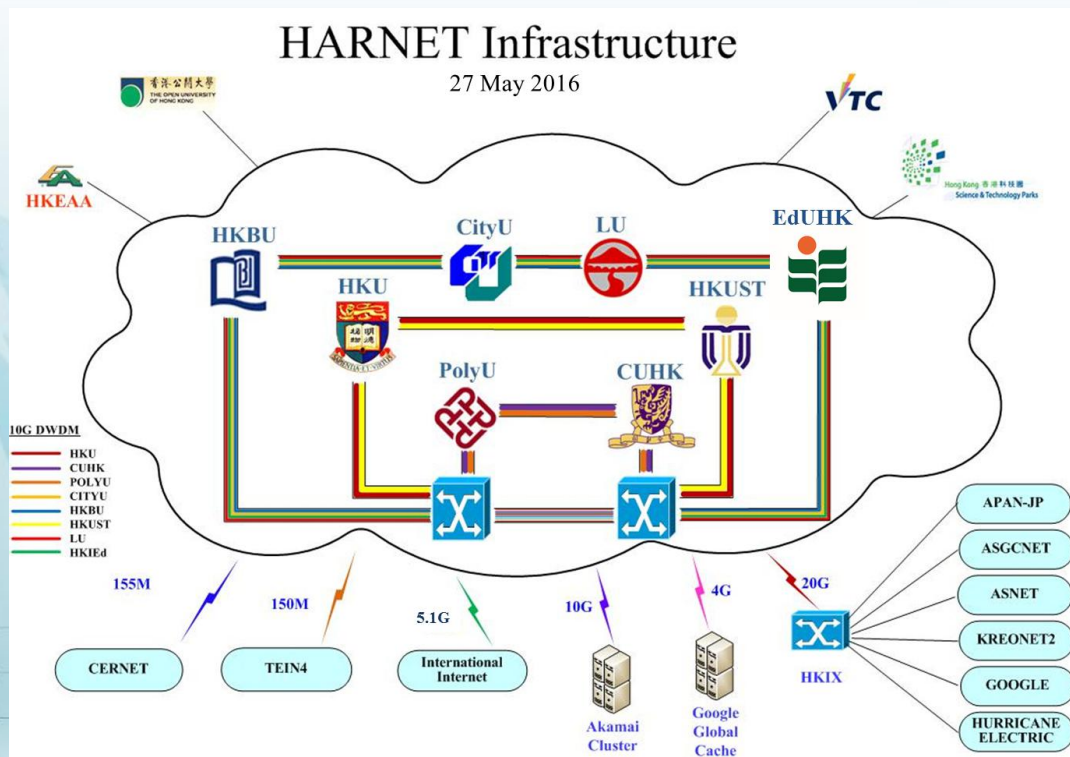 HARNET Infrastructure
27 May 2016
香港公開大學
THE OPEN UNIVERSITY
OF HONG KONG
VTC
HKEAA
Hong Kong 香港科技園
Science & Technology Parks
HKBU
CityU
LU
EdUHK
HKU
HKUST
PolyU
CUHK
10G DWDM
HKU
CUHK
POLYU
CITYU
HKBU
HKUST
LU
HKIEd
155M
150M
5.1G
10G
4G
20G
CERNET
TEIN4
International
Internet
Akamai
Cluster
Google
Global
Cache
HKIX
APAN-JP
ASGCNET
ASNET
KREONET2
GOOGLE
HURRICANE
ELECTRIC